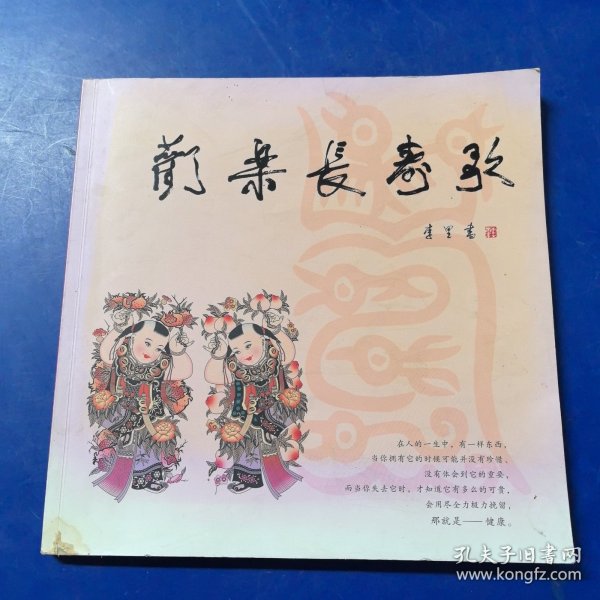 歡樂長壽歌
李里書
在人的一生中，有一样东西，
当你拥有它的时候可能并没有珍惜，
没有体会到它的重要，
而当你失去它时，才知道它有多么的可贵，
会用尽全力极力挽留，
那就是——健康。
孔夫子旧书网
www.kongfz.com